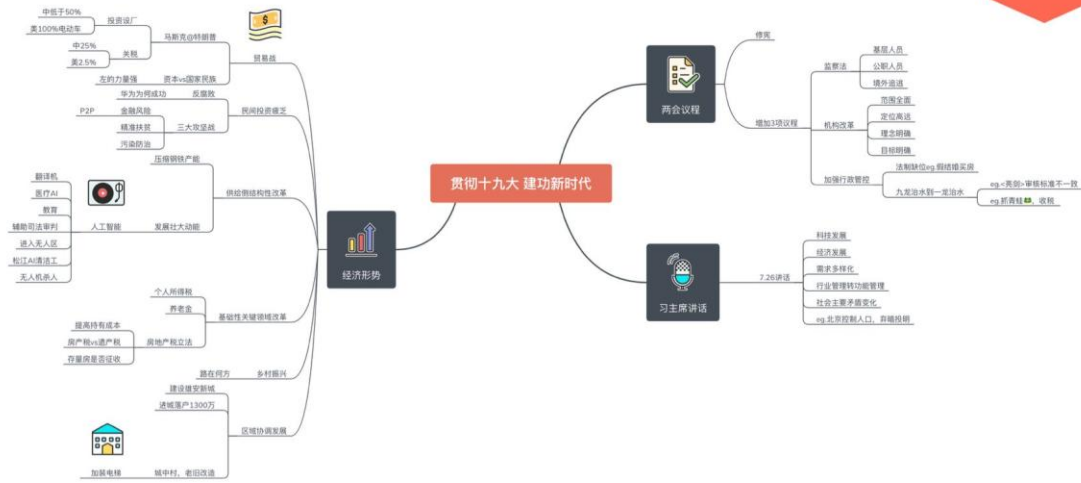 贯彻十九大 建功新时代
两会议程
修宪
增加3项议程
监察法
基层人员
公职人员
境外追逃
机构改革
范围全面
定位高远
理念明确
目标明确
加强行政管控
法制缺位eg.假结婚买房
九龙治水到一龙治水
eg.<亮剑>审核标准不一致
eg.抓青蛙🐸，收税
习主席讲话
7.26讲话
科技发展
经济发展
需求多样化
行业管理转功能管理
社会主要矛盾变化
eg.北京控制人口，弃暗投明
经济形势
贸易战
马斯克@特朗普
投资设厂
中低于50%
美100%电动车
关税
中25%
美2.5%
资本vs国家民族
左的力量强
民间投资疲乏
反腐败
华为为何成功
三大攻坚战
金融风险
P2P
精准扶贫
污染防治
供给侧结构性改革
压缩钢铁产能
发展壮大动能
人工智能
翻译机
医疗AI
教育
辅助司法审判
进入无人区
松江AI清洁工
无人机杀人
基础性关键领域改革
个人所得税
养老金
房地产税立法
提高持有成本
房产税vs遗产税
存量房是否征收
乡村振兴
路在何方
区域协调发展
建设雄安新城
进城落户1300万
城中村，老旧改造
加装电梯